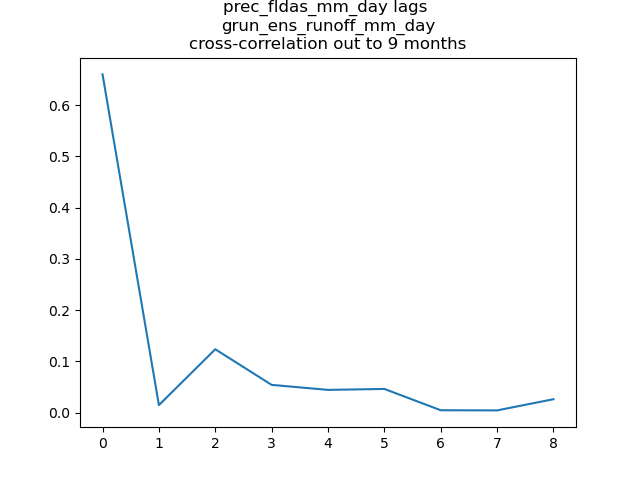 prec_fldas_mm_day lags
grun_ens_runoff_mm_day
cross-correlation out to 9 months
0.6
0.5
0.4
0.3
0.2
0.1
0.0
0 1 2 3 4 5 6 7 8